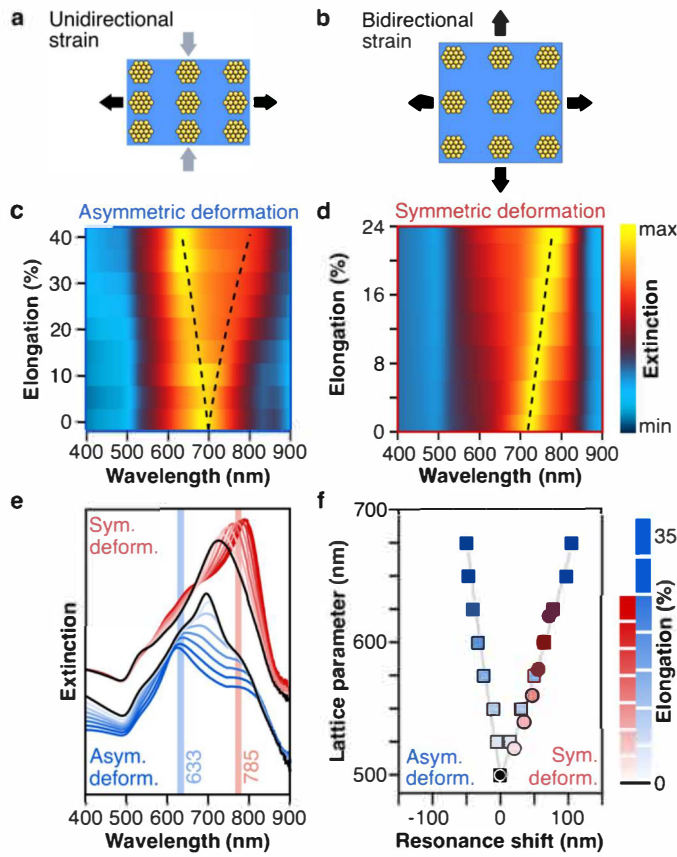 a
Unidirectional
strain
b
Bidirectional
strain
c
Asymmetric deformation
Elongation (%)
40
30
20
10
0
400 500 600 700 800 900
Wavelength (nm)
d
Symmetric deformation
Elongation (%)
24
16
8
4
0
400 500 600 700 800 900
Wavelength (nm)
max
Extinction
min
e
Sym.
deform.
Extinction
Asym.
deform.
633
785
400 500 600 700 800 900
Wavelength (nm)
f
Lattice parameter (nm)
700
600
500
Asym.
deform.
Sym.
deform.
-100 -50 0 50 100
Resonance shift (nm)
35
Elongation (%)
0